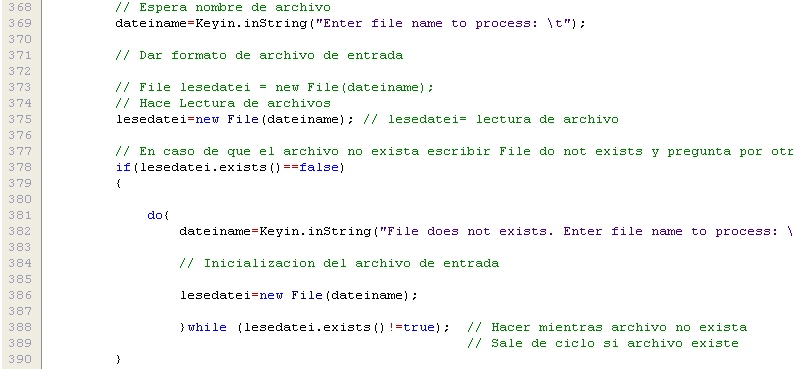 368 // Espera nombre de archivo
369 dateiname=Keyin.inString("Enter file name to process: \t");
370
371 // Dar formato de archivo de entrada
372
373 // File lesedatei = new File(dateiname);
374 // Hace Lectura de archivos
375 lesedatei=new File(dateiname); // lesedatei= lectura de archivo
376
377 // En caso de que el archivo no exista escribir File do not exists y pregunta por otr
378 if(lesedatei.exists()==false)
379 {
380
381 do{
382 dateiname=Keyin.inString("File does not exists. Enter file name to process: \
383
384 // Inicializacion del archivo de entrada
385
386 lesedatei=new File(dateiname);
387
388 }while (lesedatei.exists()!=true); // Hacer mientras archivo no exista
389 // Sale de ciclo si archivo existe
390 }